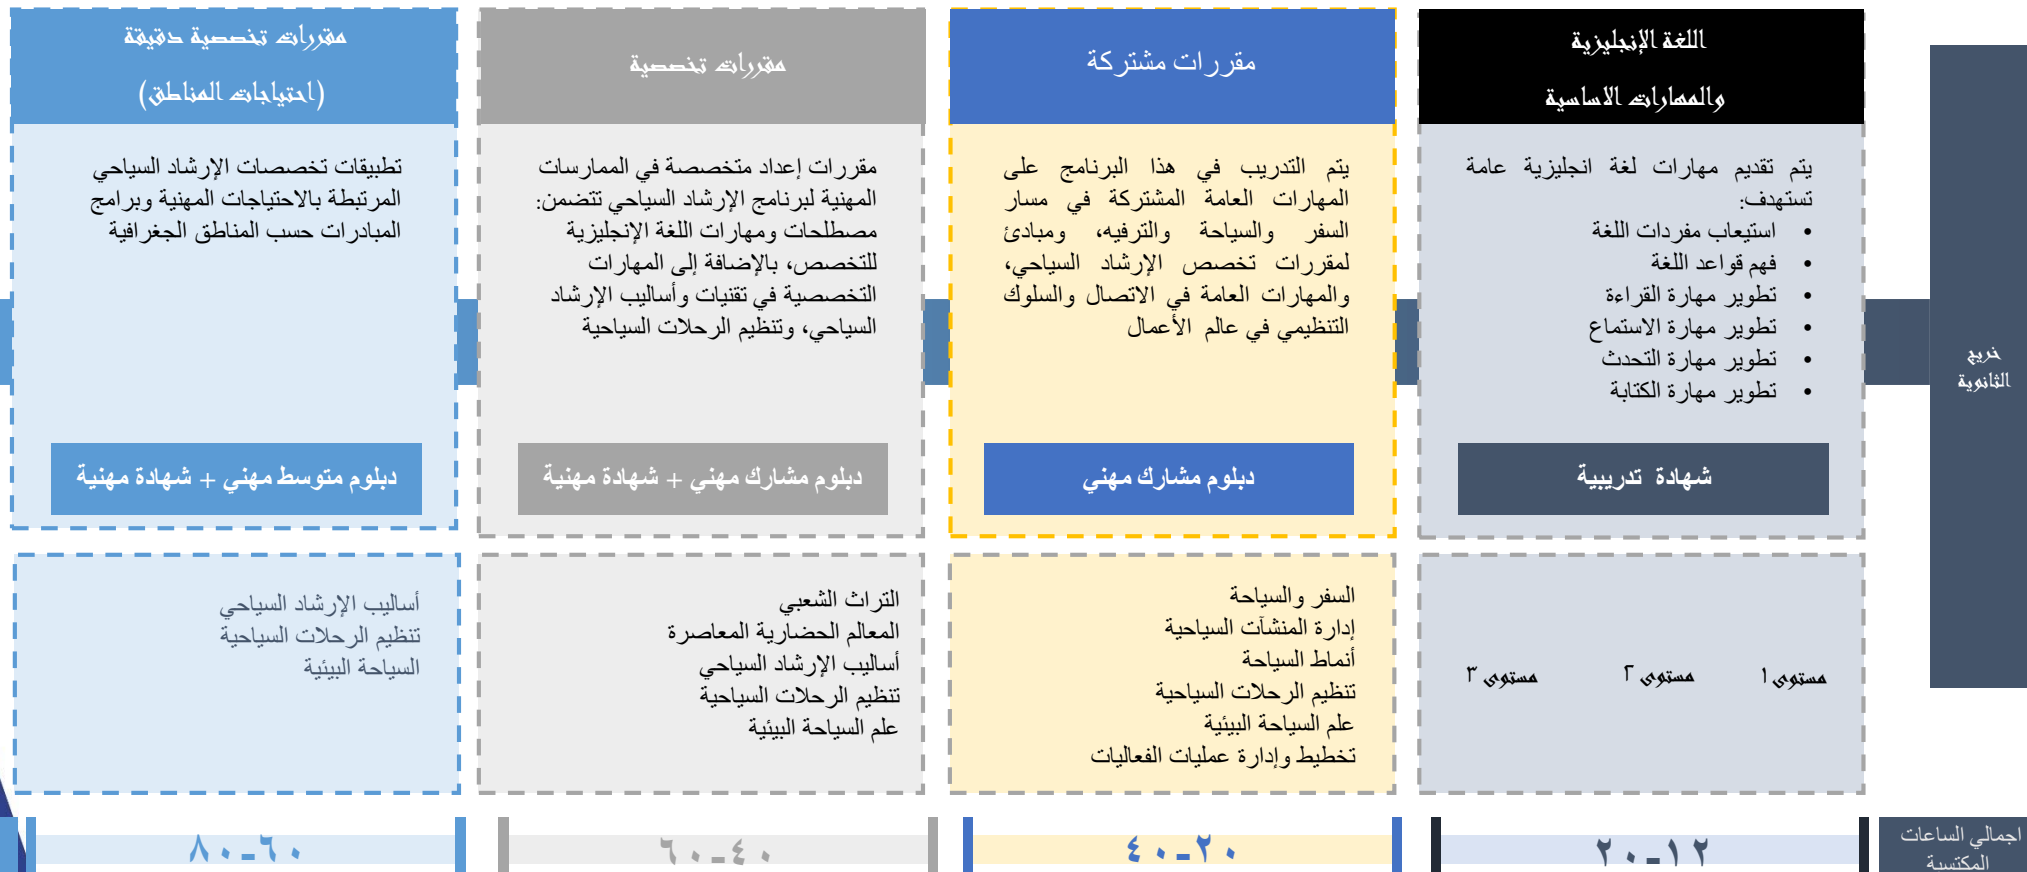 خريج
الثانوية
اللغة الإنجليزية
والمهارات الاساسية
يتم تقديم مهارات لغة انجليزية عامة
تستهدف:
• استيعاب مفردات اللغة
• فهم قواعد اللغة
• تطوير مهارة القراءة
• تطوير مهارة الاستماع
• تطوير مهارة التحدث
• تطوير مهارة الكتابة
شهادة تدريبية
مستوى ١ مستوى ٢ مستوى ٣
مقررات مشتركة
يتم التدريب في هذا البرنامج على
المهارات العامة المشتركة في مسار
السفر والسياحة والترفيه، ومبادئ
لمقررات تخصص الإرشاد السياحي،
والمهارات العامة في الاتصال والسلوك
التنظيمي في عالم الأعمال
دبلوم مشارك مهني
السفر والسياحة
إدارة المنشآت السياحية
أنماط السياحة
تنظيم الرحلات السياحية
علم السياحة البيئية
تخطيط وإدارة عمليات الفعاليات
مقررات تخصصية
مقررات إعداد متخصصة في الممارسات
المهنية لبرنامج الإرشاد السياحي تتضمن:
مصطلحات ومهارات اللغة الإنجليزية
للتخصص، بالإضافة إلى المهارات
التخصصية في تقنيات وأساليب الإرشاد
السياحي، وتنظيم الرحلات السياحية
دبلوم مشارك مهني + شهادة مهنية
التراث الشعبي
المعالم الحضارية المعاصرة
أساليب الإرشاد السياحي
تنظيم الرحلات السياحية
علم السياحة البيئية
مقررات تخصصية دقيقة
(احتياجات المناطق)
تطبيقات تخصصات الإرشاد السياحي
المرتبطة بالاحتياجات المهنية وبرامج
المبادرات حسب المناطق الجغرافية
دبلوم متوسط مهني + شهادة مهنية
أساليب الإرشاد السياحي
تنظيم الرحلات السياحية
السياحة البيئية
اجمالي الساعات
المكتسبة
١٢-٢٠
٢٠-٤٠
٤٠-٦٠
٦٠-٨٠